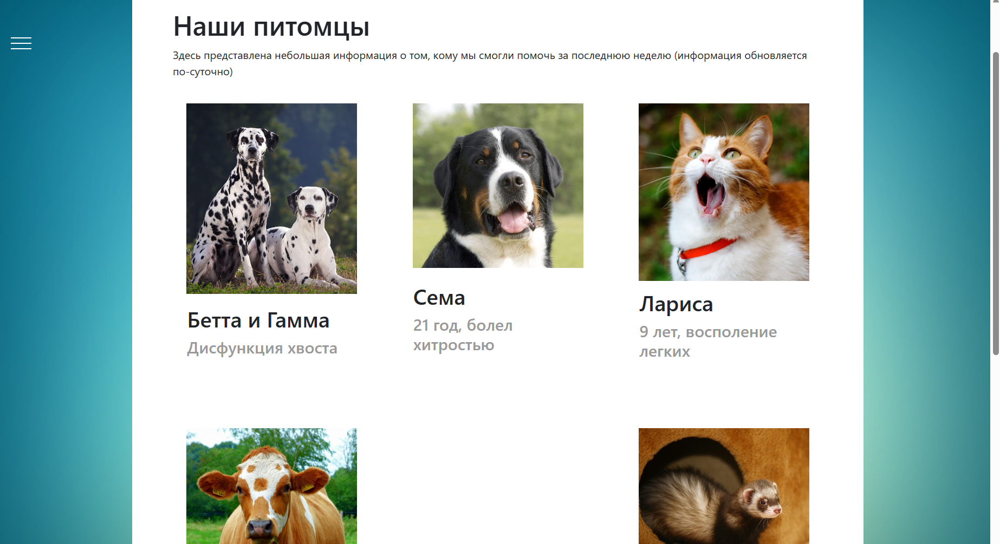 Наши питомцы
Здесь представлена небольшая информация о том, кому мы смогли помочь за последнюю неделю (информация обновляется
по-суточно)
Бетта и Гамма
Дисфункция хвоста
Сема
21 год, болел
хитростью
Лариса
9 лет, восполение
легких